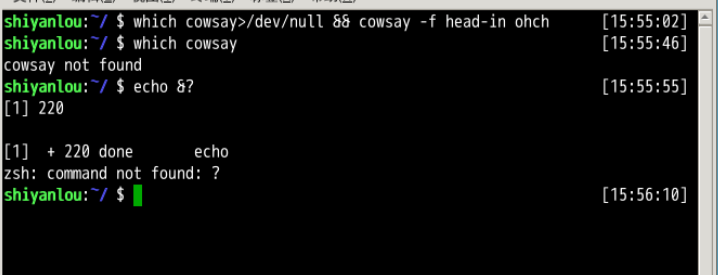 shiyanlou:~/ $ which cowsay>/dev/null && cowsay -f head-in ohch [15:55:02]
shiyanlou:~/ $ which cowsay [15:55:46]
cowsay not found
shiyanlou:~/ $ echo &? [15:55:55]
[1] 220
[1] + 220 done echo
zsh: command not found: ?
shiyanlou:~/ $ [15:56:10]